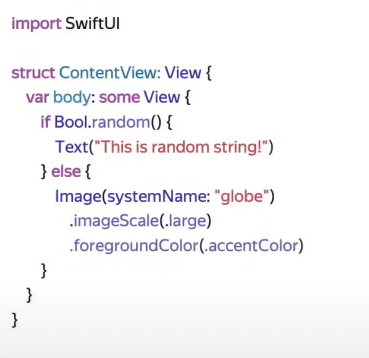 import SwiftUI
struct ContentView: View {
var body: some View {
if Bool.random() {
Text("This is random string!")
} else {
Image(systemName: "globe")
.imageScale(.large)
.foregroundColor(.accentColor)
}
}
}